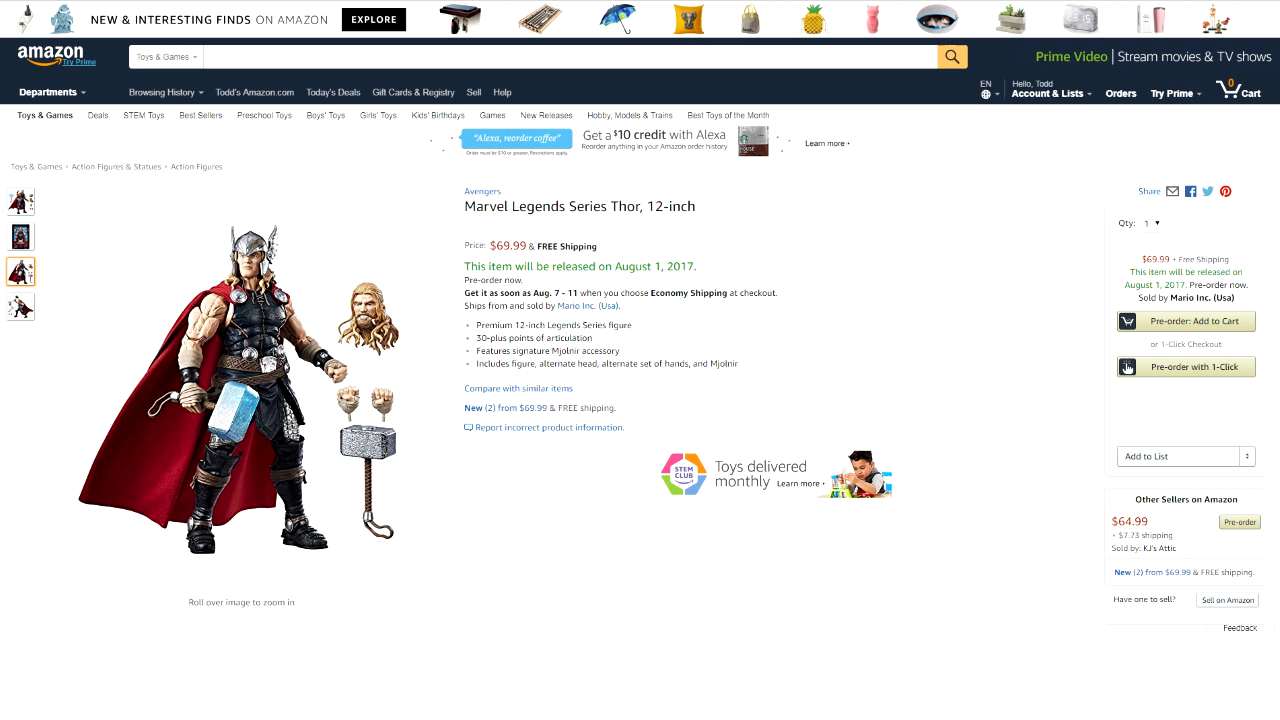 NEW & INTERESTING FINDS ON AMAZON EXPLORE
amazon
Try Prime
Toys & Games
Prime Video | Stream movies & TV shows
Departments
Browsing History Todd's Amazon.com Today's Deals Gift Cards & Registry Sell Help
EN
Hello, Todd
Account & Lists Orders Try Prime 0 Cart
Toys & Games Deals STEM Toys Best Sellers Preschool Toys Boys' Toys Girls' Toys Kids' Birthdays Games New Releases Hobby, Models & Trains Best Toys of the Month
"Alexa, reorder coffee"
Order must be $10 or greater. Restrictions apply.
Get a $10 credit with Alexa
Reorder anything in your Amazon order history
Learn more ›
Toys & Games › Action Figures & Statues › Action Figures
Avengers
Marvel Legends Series Thor, 12-inch
Price: $69.99 & FREE Shipping
This item will be released on August 1, 2017.
Pre-order now.
Get it as soon as Aug. 7 - 11 when you choose Economy Shipping at checkout.
Ships from and sold by Mario Inc. (Usa).
• Premium 12-inch Legends Series figure
• 30-plus points of articulation
• Features signature Mjolnir accessory
• Includes figure, alternate head, alternate set of hands, and Mjolnir
Compare with similar items
New (2) from $69.99 & FREE shipping.
Report incorrect product information.
STEM
CLUB
Toys delivered
monthly Learn more ›
Roll over image to zoom in
Share
Qty: 1
$69.99 + Free Shipping
This item will be released on
August 1, 2017. Pre-order now.
Sold by Mario Inc. (Usa)
Pre-order: Add to Cart
or 1-Click Checkout
Pre-order with 1-Click
Add to List
Other Sellers on Amazon
$64.99
Pre-order
+ $7.73 shipping
Sold by: KJ's Attic
New (2) from $69.99 & FREE shipping.
Have one to sell? Sell on Amazon
Feedback